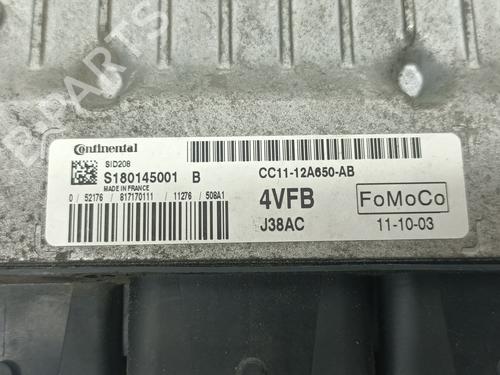 B-PARTS
Continental
SID208
S180145001 B
MADE IN FRANCE
0 / 52176 / 817170111 / 11276 / 508A1
CC11-12A650-AB
4VFB
FoMoCo
J38AC
11-10-03